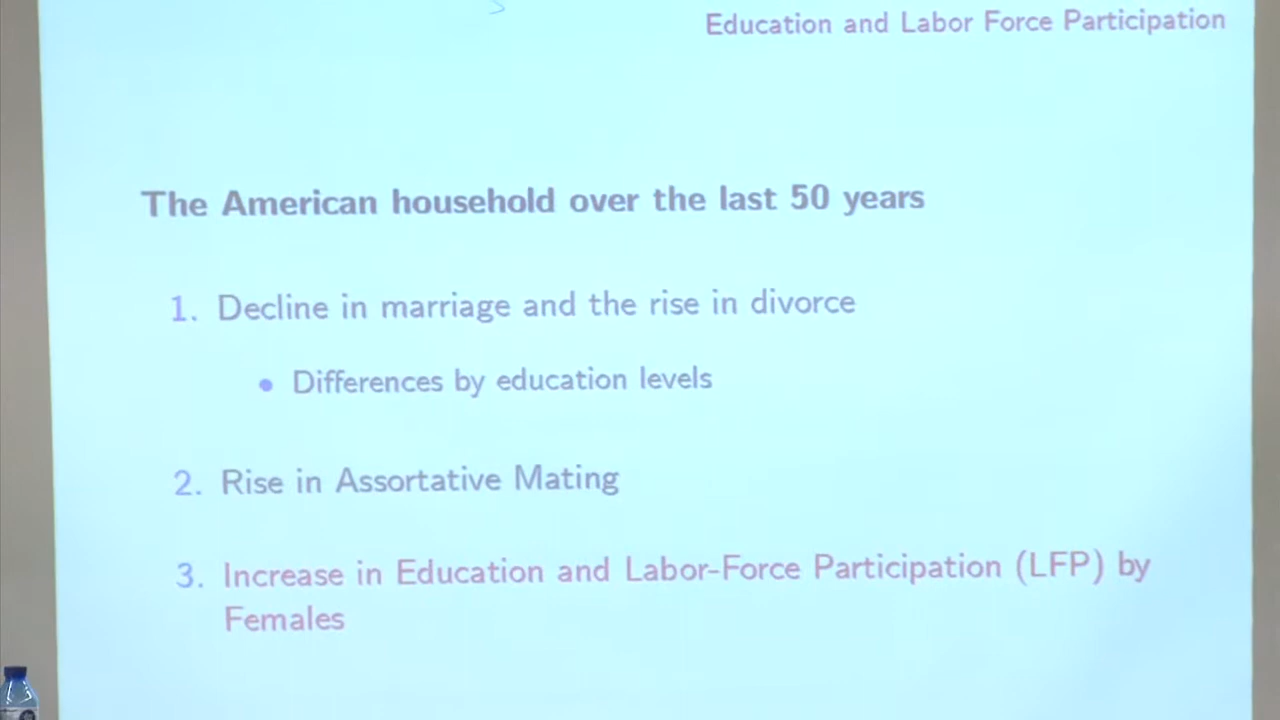 Education and Labor Force Participation
The American household over the last 50 years
1. Decline in marriage and the rise in divorce
• Differences by education levels
2. Rise in Assortative Mating
3. Increase in Education and Labor-Force Participation (LFP) by
Females